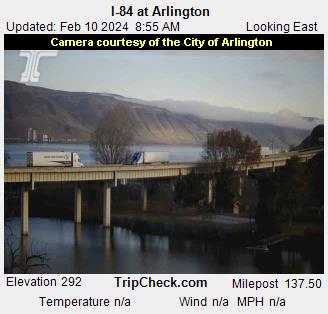 I-84 at Arlington
Updated: Feb 10 2024 8:55 AM Looking East
Camera courtesy of the City of Arlington
Elevation 292 TripCheck.com Milepost 137.50
Temperature n/a Wind n/a MPH n/a